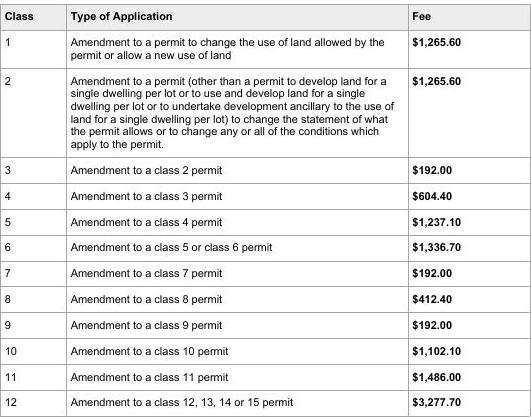 Class Type of Application Fee
1 Amendment to a permit to change the use of land allowed by the $1,265.60
permit or allow a new use of land
2 Amendment to a permit (other than a permit to develop land for a $1,265.60
single dwelling per lot or to use and develop land for a single
dwelling per lot or to undertake development ancillary to the use of
land for a single dwelling per lot) to change the statement of what
the permit allows or to change any or all of the conditions which
apply to the permit.
3 Amendment to a class 2 permit $192.00
4 Amendment to a class 3 permit $604.40
5 Amendment to a class 4 permit $1,237.10
6 Amendment to a class 5 or class 6 permit $1,336.70
7 Amendment to a class 7 permit $192.00
8 Amendment to a class 8 permit $412.40
9 Amendment to a class 9 permit $192.00
10 Amendment to a class 10 permit $1,102.10
11 Amendment to a class 11 permit $1,486.00
12 Amendment to a class 12, 13, 14 or 15 permit $3,277.70